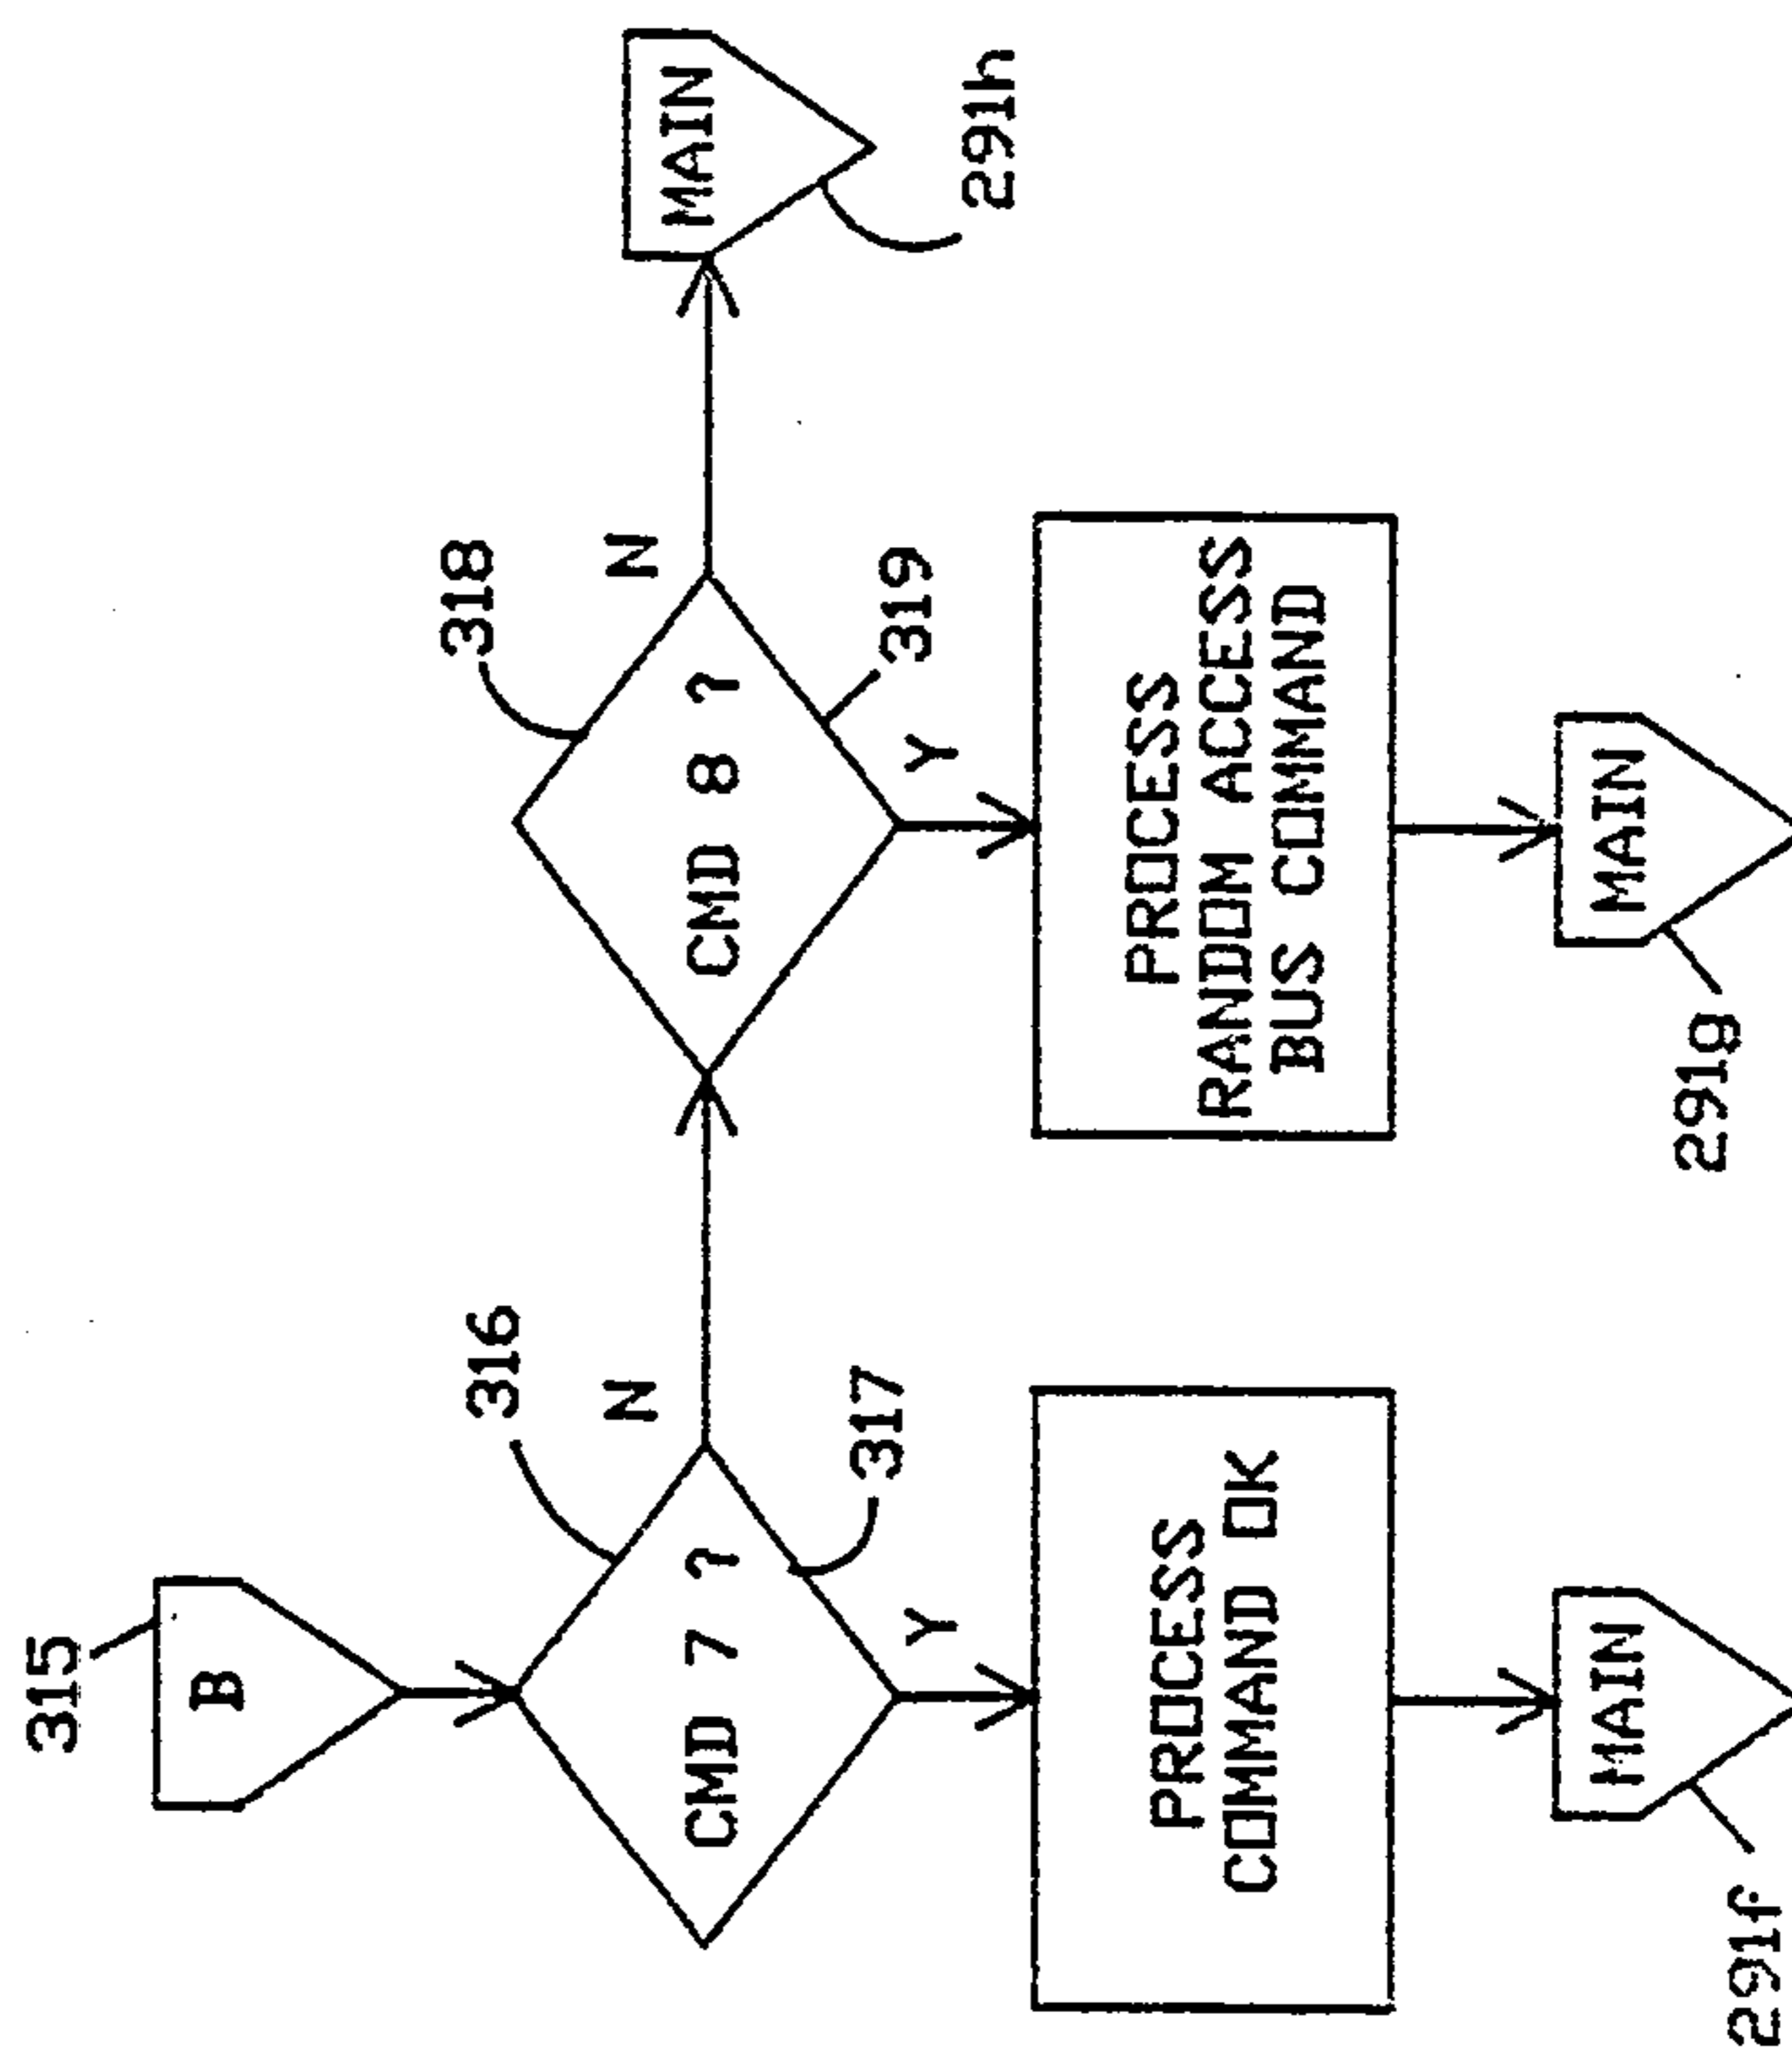 315
B
316
CMD 7 ?
N
317
Y
PROCESS
COMMAND OK
MAIN
291f
318
CMD 8 ?
N
319
Y
PROCESS
RANDOM ACCESS
BUS COMMAND
MAIN
291g
MAIN
291h